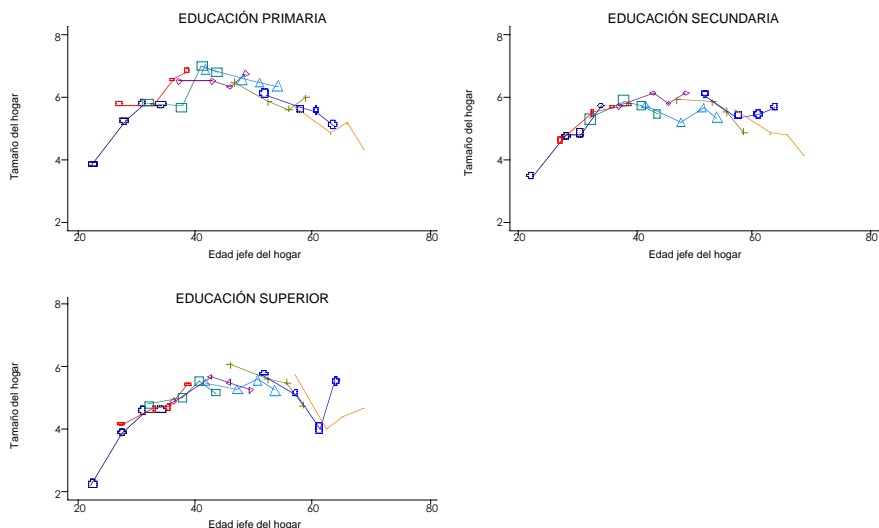 EDUCACIÓN PRIMARIA
8
6
4
2
Tamaño del hogar
20 40 60 80
Edad jefe del hogar
EDUCACIÓN SECUNDARIA
8
6
4
2
Tamaño del hogar
20 40 60 80
Edad jefe del hogar
EDUCACIÓN SUPERIOR
8
6
4
2
Tamaño del hogar
20 40 60 80
Edad jefe del hogar